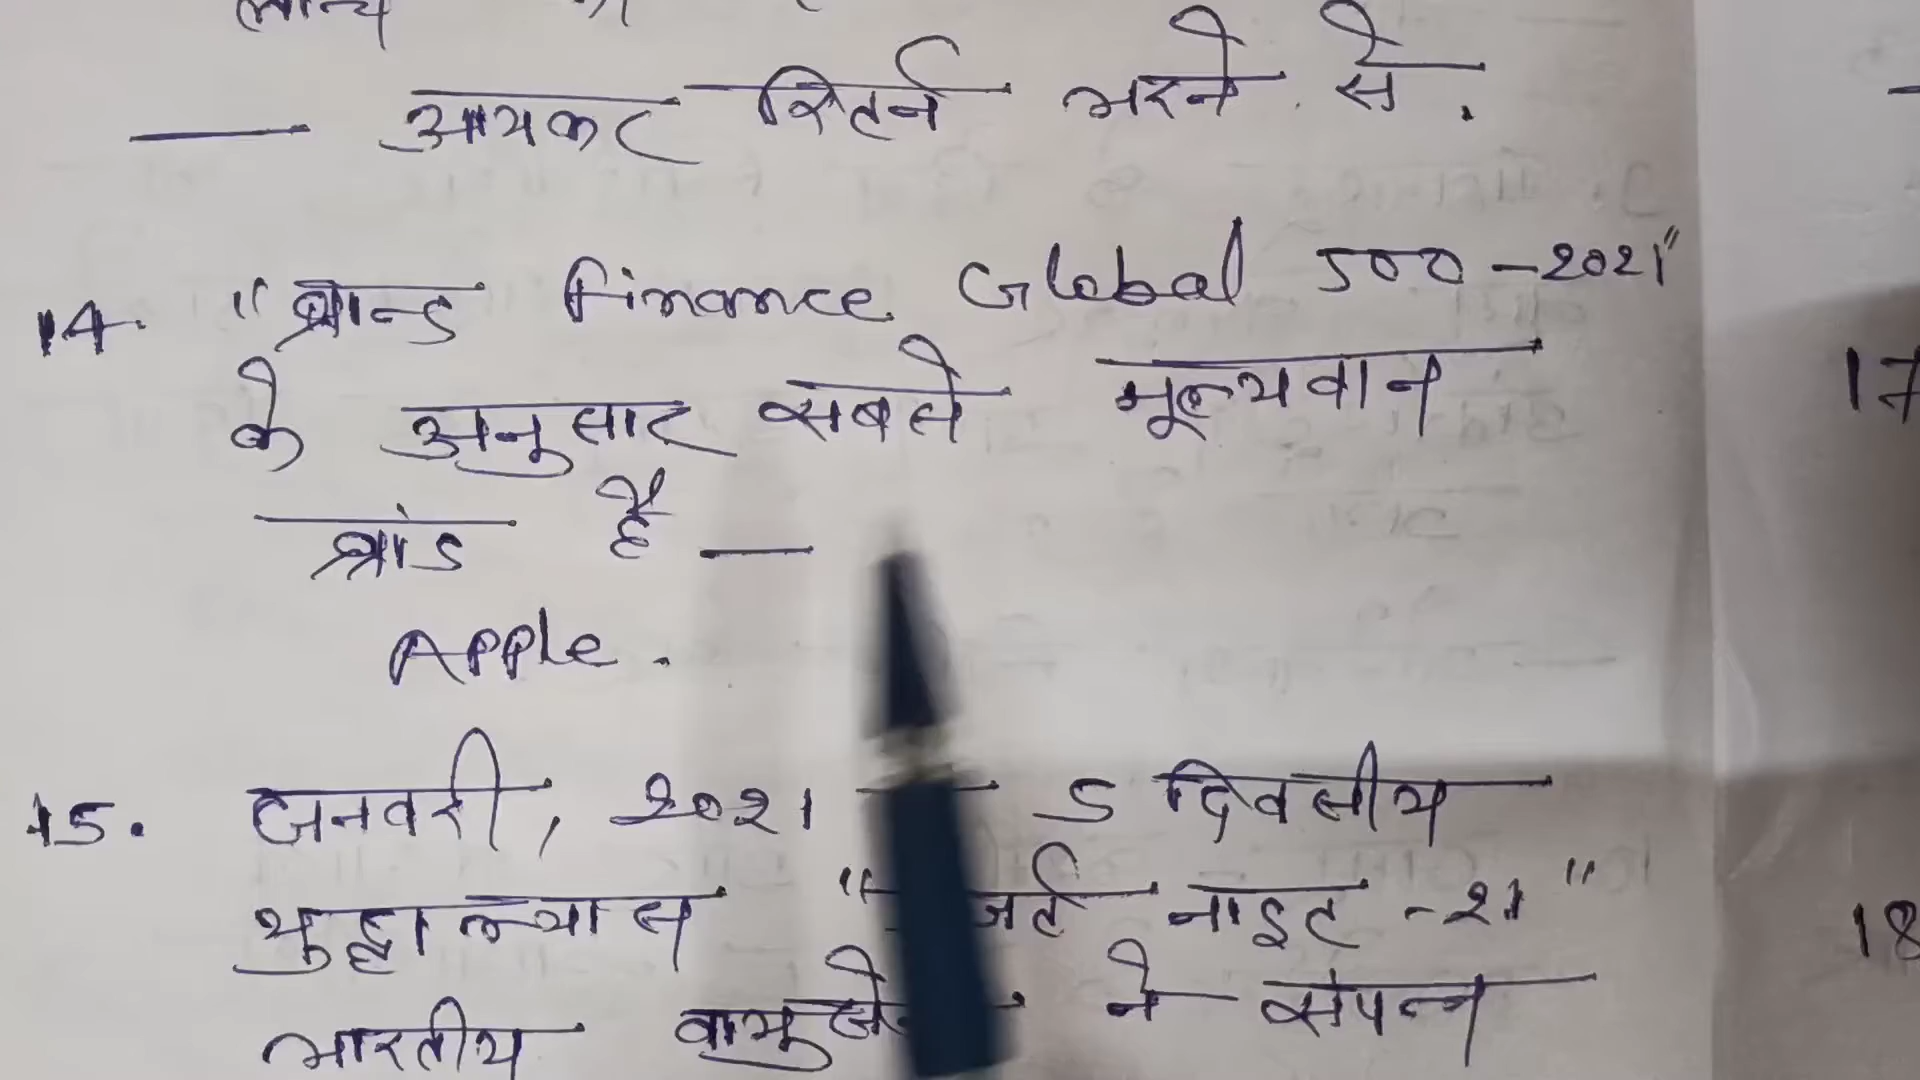 — आयकर रिटर्न भरने से.
14. "ब्रान्ड Finance Global 500 -2021"
के अनुसार सबसे मूल्यवान
ब्रांड है —
Apple.
15. जनवरी, 2021 5 दिवसीय
युद्धाभ्यास नाइट -21"
भारतीय ने संपन्न
17
18